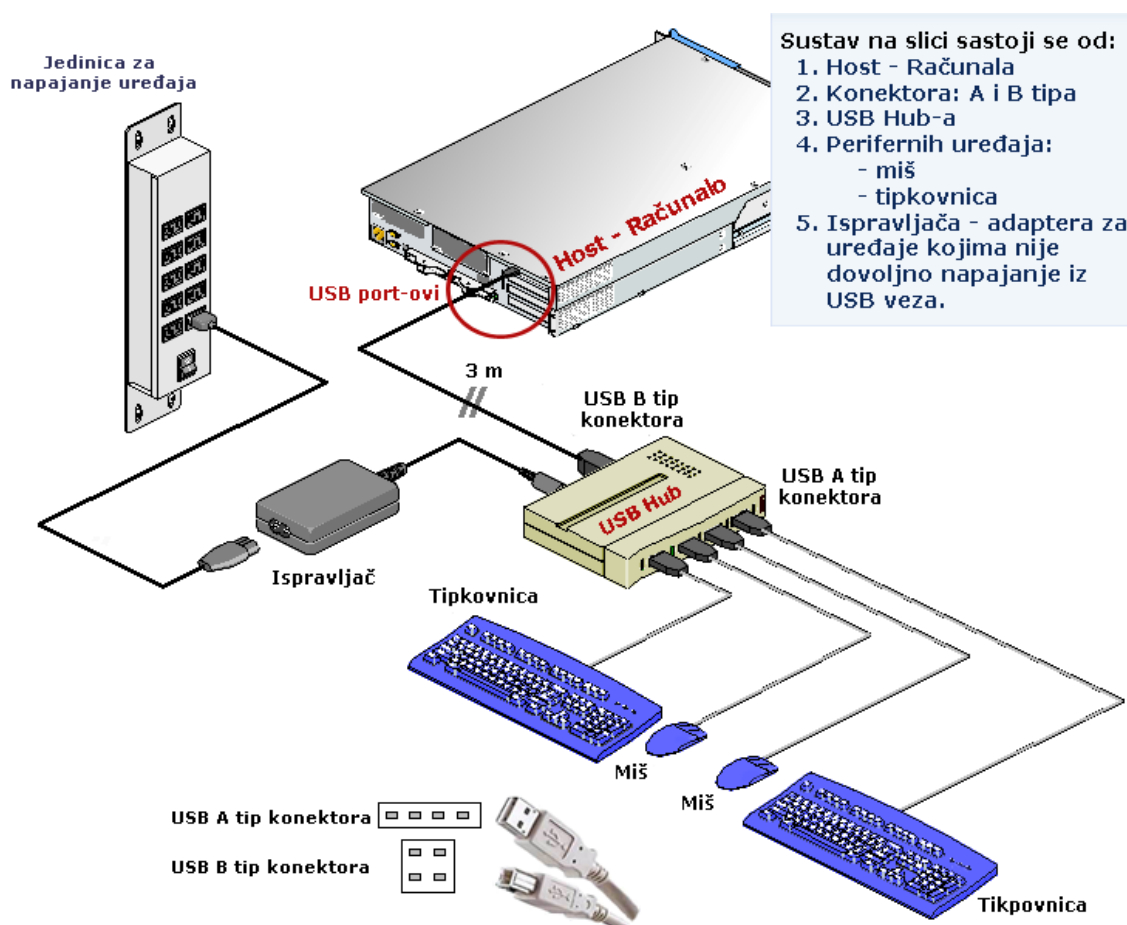 Jedinica za
napajanje uređaja
Sustav na slici sastoji se od:
1. Host - Računala
2. Konektora: A i B tipa
3. USB Hub-a
4. Perifernih uređaja:
- miš
- tipkovnica
5. Ispravljača - adaptera za
uređaje kojima nije
dovoljno napajanje iz
USB veza.
Host - Računalo
USB port-ovi
3 m
USB B tip
konektora
USB A tip
konektora
USB Hub
Ispravljač
Tipkovnica
Miš
Miš
USB A tip konektora
USB B tip konektora
Tikpovnica